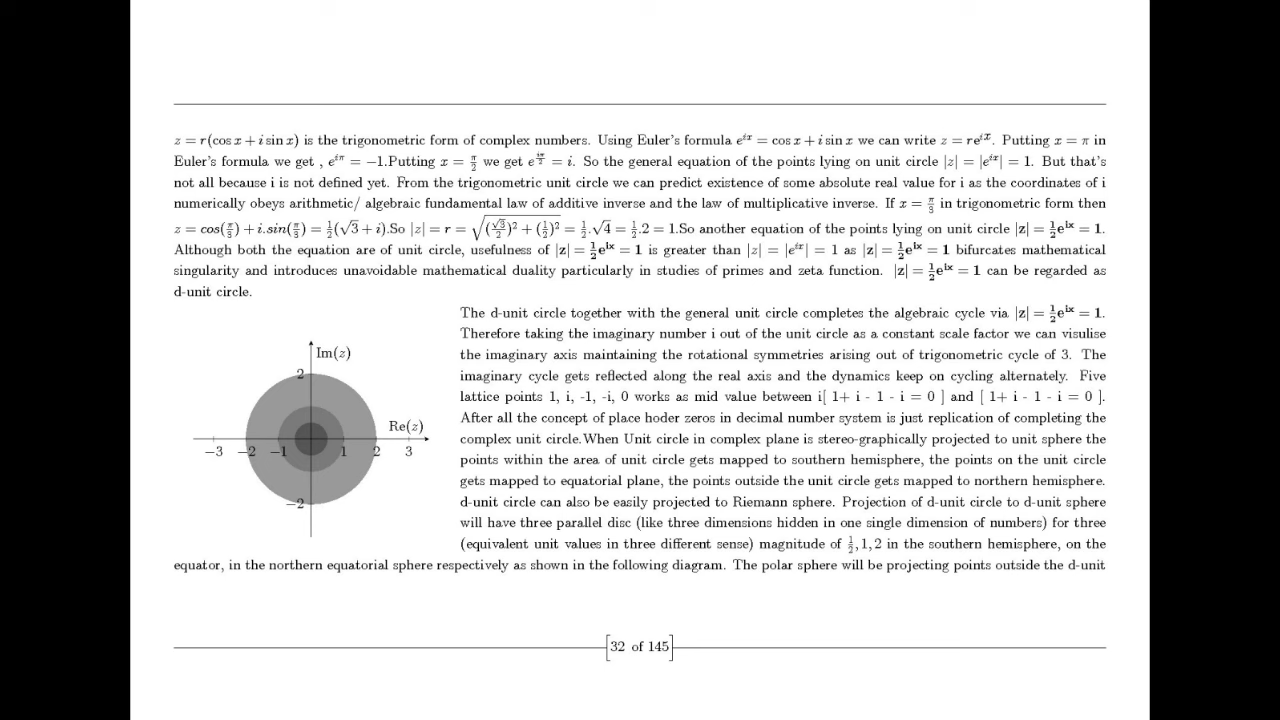 z = r(cos x + i sin x) is the trigonometric form of complex numbers. Using Euler's formula e^{ix} = cos x + i sin x we can write z = re^{ix}. Putting x = π in
Euler's formula we get , e^{iπ} = −1.Putting x = π/2 we get e^{iπ/2} = i. So the general equation of the points lying on unit circle |z| = |e^{ix}| = 1. But that's
not all because i is not defined yet. From the trigonometric unit circle we can predict existence of some absolute real value for i as the coordinates of i
numerically obeys arithmetic/ algebraic fundamental law of additive inverse and the law of multiplicative inverse. If x = π/3 in trigonometric form then
z = cos(π/3) + i.sin(π/3) = 1/2(√3 + i).So |z| = r = √((√3/2)² + (1/2)²) = 1/2.√4 = 1/2.2 = 1.So another equation of the points lying on unit circle |z| = 1/2 e^{ix} = 1.
Although both the equation are of unit circle, usefulness of |z| = 1/2 e^{ix} = 1 is greater than |z| = |e^{ix}| = 1 as |z| = 1/2 e^{ix} = 1 bifurcates mathematical
singularity and introduces unavoidable mathematical duality particularly in studies of primes and zeta function. |z| = 1/2 e^{ix} = 1 can be regarded as
d-unit circle.
The d-unit circle together with the general unit circle completes the algebraic cycle via |z| = 1/2 e^{ix} = 1.
Therefore taking the imaginary number i out of the unit circle as a constant scale factor we can visulise
the imaginary axis maintaining the rotational symmetries arising out of trigonometric cycle of 3. The
imaginary cycle gets reflected along the real axis and the dynamics keep on cycling alternately. Five
lattice points 1, i, -1, -i, 0 works as mid value between i[ 1+ i - 1 - i = 0 ] and [ 1+ i - 1 - i = 0 ].
After all the concept of place hoder zeros in decimal number system is just replication of completing the
complex unit circle.When Unit circle in complex plane is stereo-graphically projected to unit sphere the
points within the area of unit circle gets mapped to southern hemisphere, the points on the unit circle
gets mapped to equatorial plane, the points outside the unit circle gets mapped to northern hemisphere.
d-unit circle can also be easily projected to Riemann sphere. Projection of d-unit circle to d-unit sphere
will have three parallel disc (like three dimensions hidden in one single dimension of numbers) for three
(equivalent unit values in three different sense) magnitude of 1/2, 1, 2 in the southern hemisphere, on the
equator, in the northern equatorial sphere respectively as shown in the following diagram. The polar sphere will be projecting points outside the d-unit
Im(z)
2
Re(z)
−3 −2 −1 1 2 3
−2
32 of 145